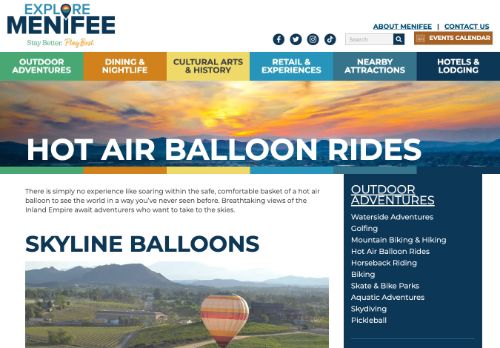 EXPLORE
MENIFEE
Stay Better. Play Best.
ABOUT MENIFEE | CONTACT US
Search
EVENTS CALENDAR
OUTDOOR ADVENTURES
DINING & NIGHTLIFE
CULTURAL ARTS & HISTORY
RETAIL & EXPERIENCES
NEARBY ATTRACTIONS
HOTELS & LODGING
HOT AIR BALLOON RIDES
There is simply no experience like soaring within the safe, comfortable basket of a hot air
balloon to see the world in a way you've never seen before. Breathtaking views of the
Inland Empire await adventurers who want to take to the skies.
SKYLINE BALLOONS
OUTDOOR
ADVENTURES
Waterside Adventures
Golfing
Mountain Biking & Hiking
Hot Air Balloon Rides
Horseback Riding
Biking
Skate & Bike Parks
Aquatic Adventures
Skydiving
Pickleball